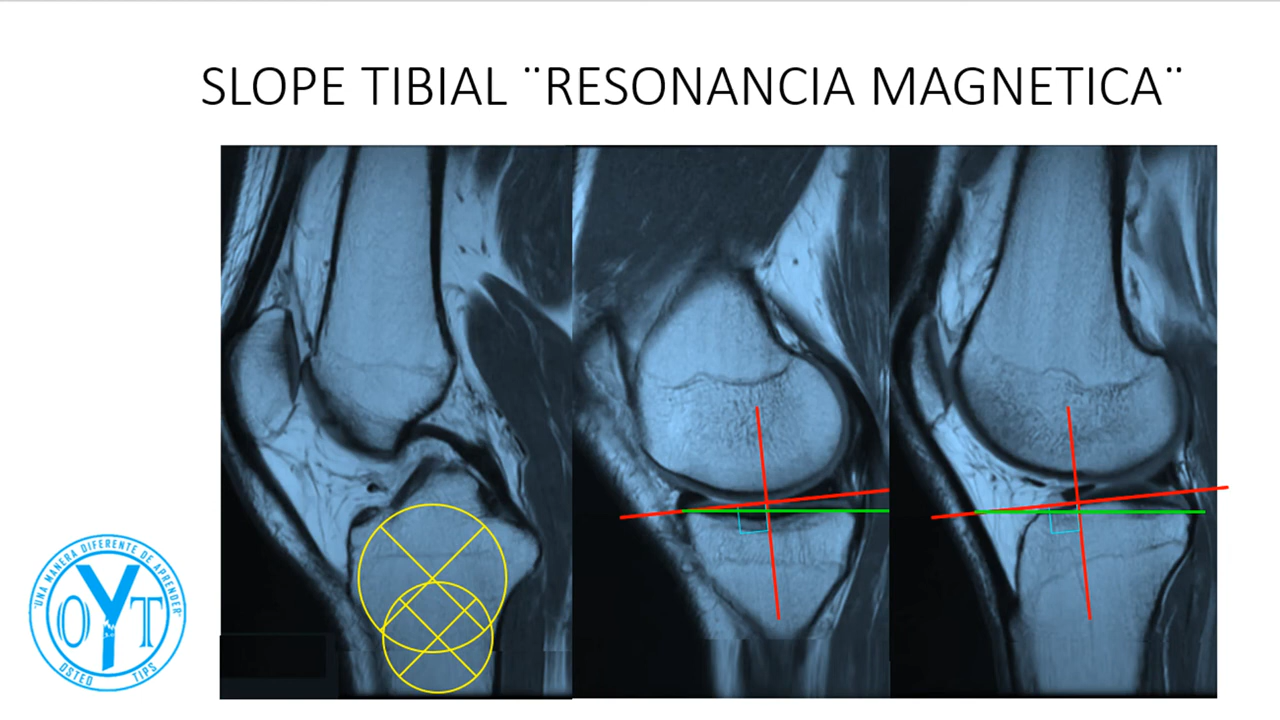 SLOPE TIBIAL ¨RESONANCIA MAGNETICA¨
"UNA MANERA DIFERENTE DE APRENDER"
OYT
OSTEO TIPS